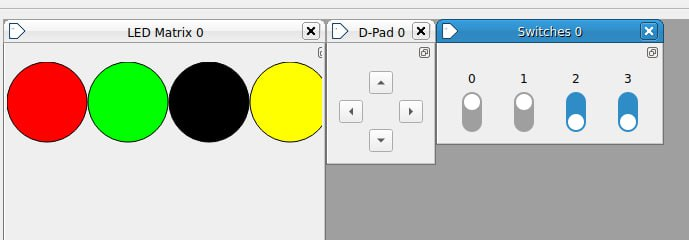 LED Matrix 0
D-Pad 0
Switches 0
0 1 2 3